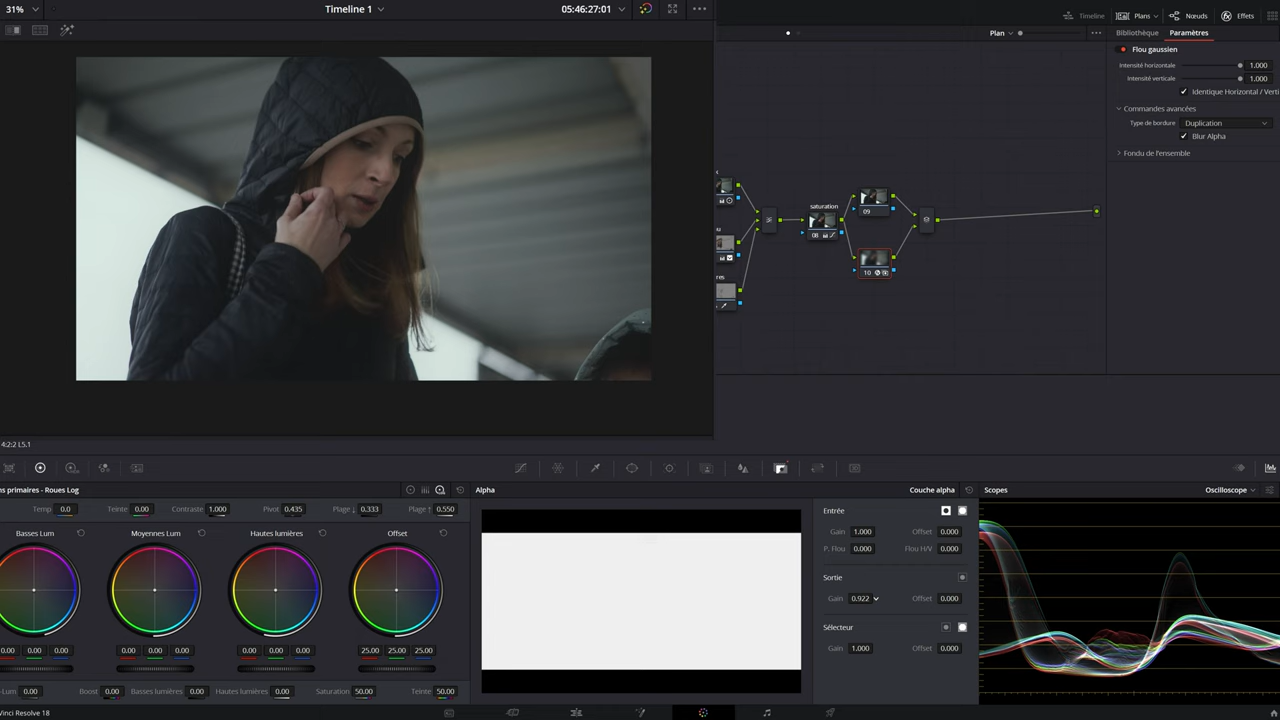 31%
Timeline 1
05:46:27:01
Timeline
Plans
Nœuds
Effets
Plan
Bibliothèque
Paramètres
Flou gaussien
Intensité horizontale 1.000
Intensité verticale 1.000
Identique Horizontal / Verti
Commandes avancées
Type de bordure Duplication
Blur Alpha
Fondu de l'ensemble
saturation
08
09
10
u
res
4:2:2 L5.1
ns primaires - Roues Log
Temp 0.0 Teinte 0.00 Contraste 1.000 Pivot 0.435 Plage↓ 0.333 Plage↑ 0.550
Basses Lum
Moyennes Lum
Hautes lumières
Offset
0.00 0.00 0.00
0.00 0.00 0.00
0.00 0.00 0.00
25.00 25.00 25.00
-Lum 0.00 Boost 0.00 Basses lumières 0.00 Hautes lumières 0.00 Saturation 50.00 Teinte 50.00
Alpha
Couche alpha
Entrée
Gain 1.000 Offset 0.000
P. Flou 0.000 Flou H/V 0.000
Sortie
Gain 0.922 Offset 0.000
Sélecteur
Gain 1.000 Offset 0.000
Scopes
Oscilloscope
Vinci Resolve 18